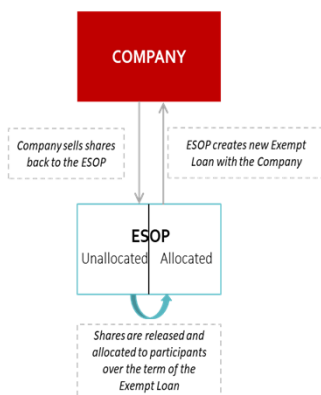 COMPANY
Company sells shares
back to the ESOP
ESOP creates new Exempt
Loan with the Company
ESOP
Unallocated Allocated
Shares are released and
allocated to participants
over the term of the
Exempt Loan